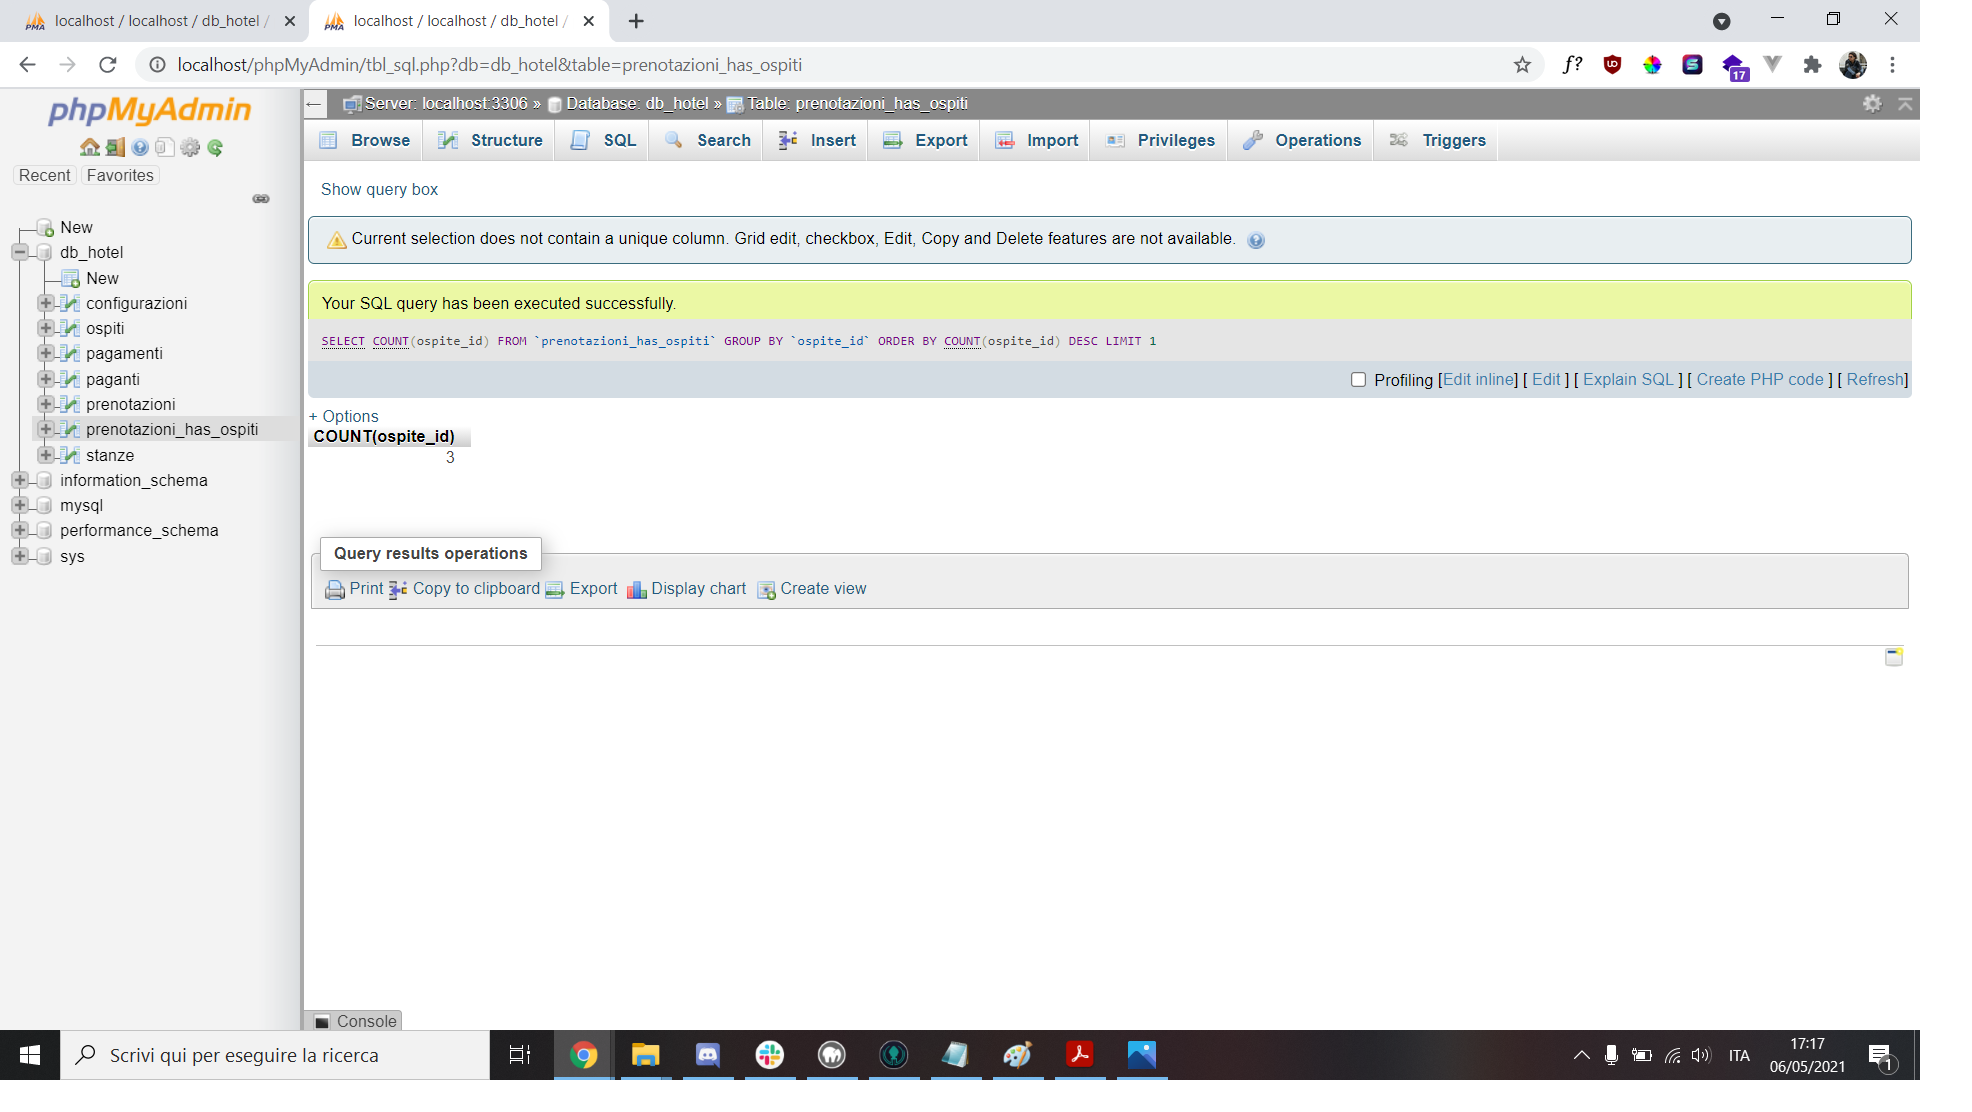 localhost / localhost / db_hotel /
localhost / localhost / db_hotel /
localhost/phpMyAdmin/tbl_sql.php?db=db_hotel&table=prenotazioni_has_ospiti
f?
17
phpMyAdmin
Recent Favorites
New
db_hotel
New
configurazioni
ospiti
pagamenti
paganti
prenotazioni
prenotazioni_has_ospiti
stanze
information_schema
mysql
performance_schema
sys
Server: localhost:3306 » Database: db_hotel » Table: prenotazioni_has_ospiti
Browse Structure SQL Search Insert Export Import Privileges Operations Triggers
Show query box
Current selection does not contain a unique column. Grid edit, checkbox, Edit, Copy and Delete features are not available.
Your SQL query has been executed successfully.
SELECT COUNT(ospite_id) FROM `prenotazioni_has_ospiti` GROUP BY `ospite_id` ORDER BY COUNT(ospite_id) DESC LIMIT 1
Profiling [Edit inline] [ Edit ] [ Explain SQL ] [ Create PHP code ] [ Refresh]
+ Options
COUNT(ospite_id)
3
Query results operations
Print Copy to clipboard Export Display chart Create view
Console
Scrivi qui per eseguire la ricerca
ITA
17:17
06/05/2021
1